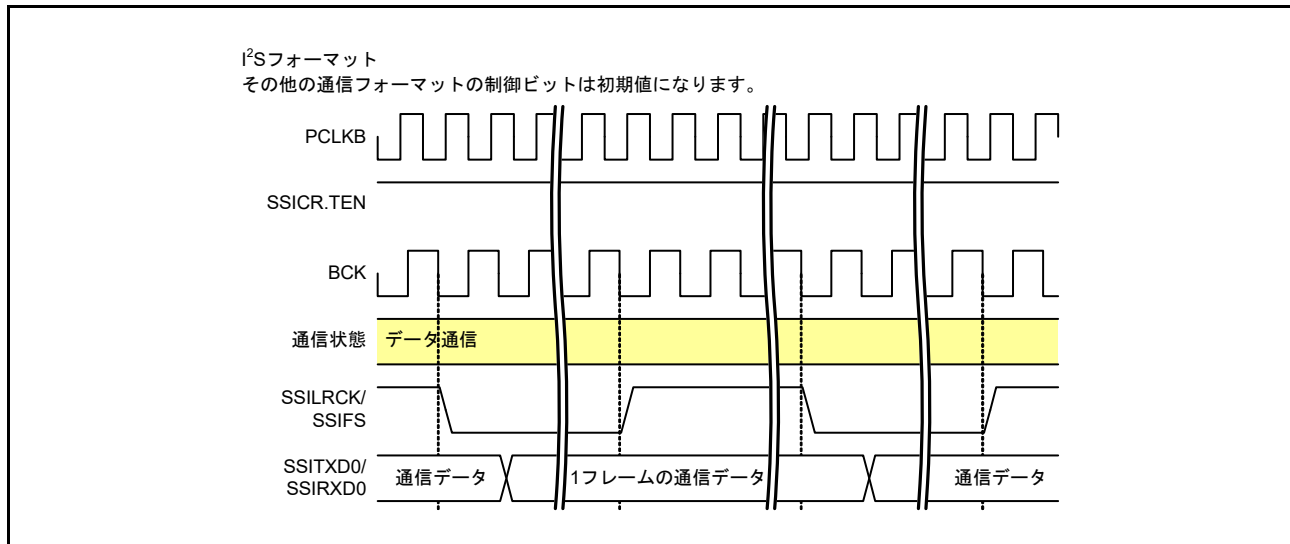 I²Sフォーマット
その他の通信フォーマットの制御ビットは初期値になります。
PCLKB
SSICR.TEN
BCK
通信状態
データ通信
SSILRCK/
SSIFS
SSITXD0/
SSIRXD0
通信データ
1フレームの通信データ
通信データ